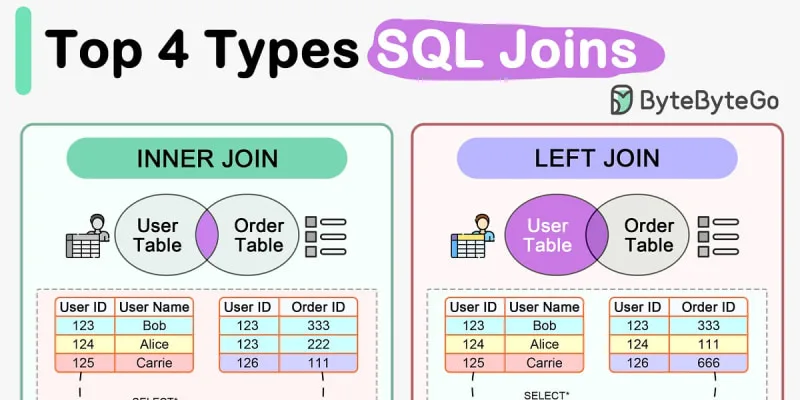 Top 4 Types SQL Joins
ByteByteGo
INNER JOIN
User Table
Order Table
User ID User Name
123 Bob
124 Alice
125 Carrie
User ID Order ID
123 333
123 222
126 111
SELECT*
LEFT JOIN
User Table
Order Table
User ID User Name
123 Bob
124 Alice
125 Carrie
User ID Order ID
123 333
124 111
126 666
SELECT*